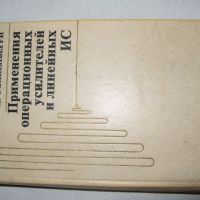 Применения
операционных
усилителей
и линейных
ИС